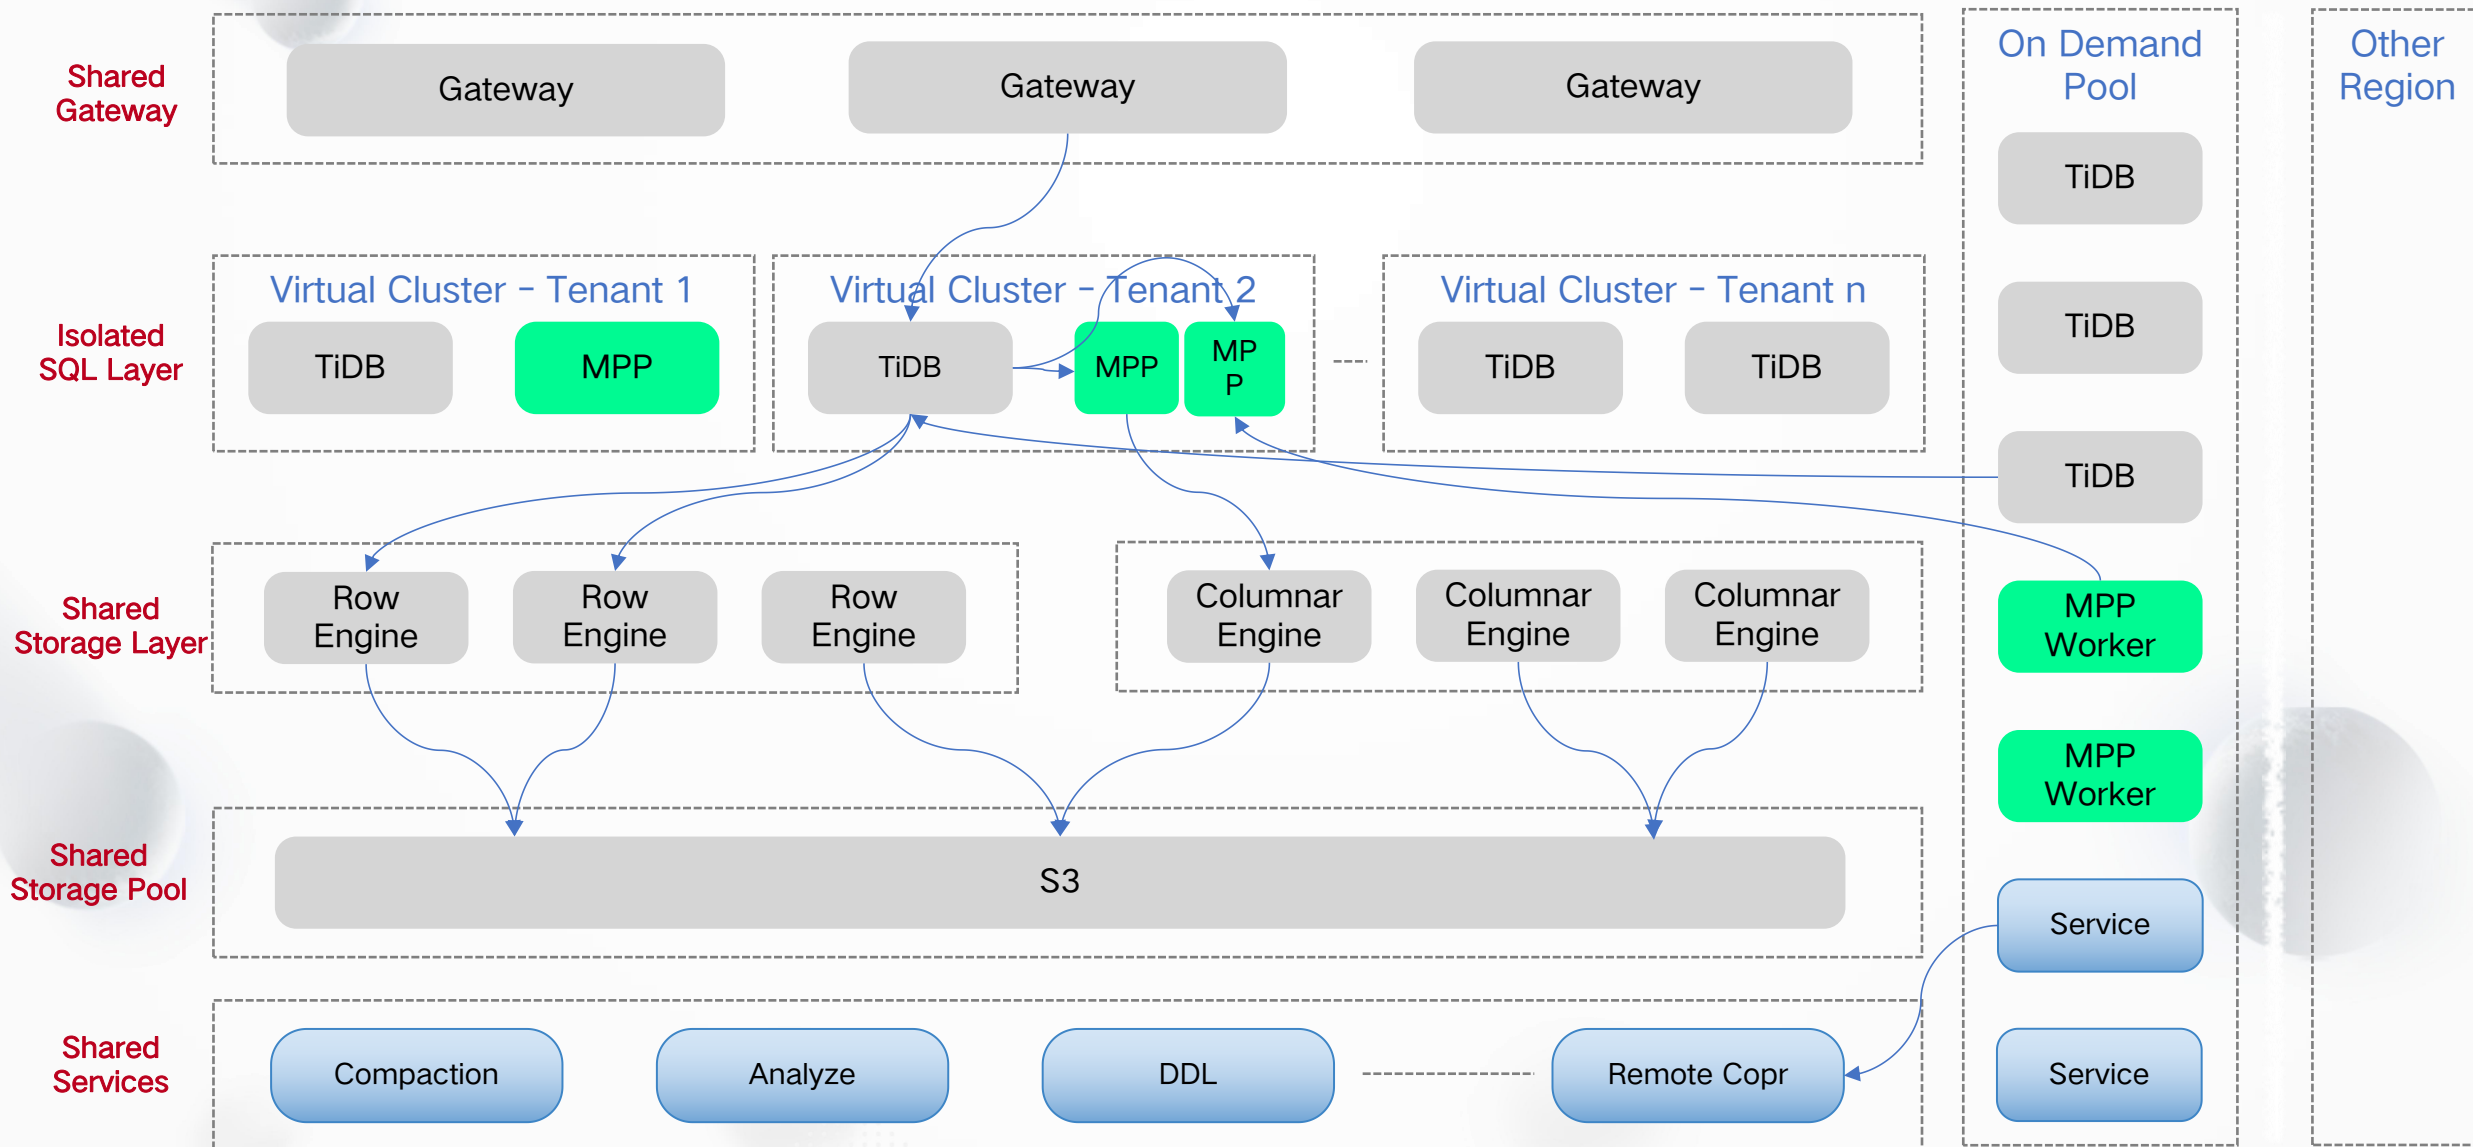 Shared
Gateway
Gateway
Gateway
Gateway
On Demand
Pool
Other
Region
TiDB
Isolated
SQL Layer
Virtual Cluster - Tenant 1
TiDB
MPP
Virtual Cluster - Tenant 2
TiDB
MPP
MP
P
Virtual Cluster - Tenant n
TiDB
TiDB
TiDB
TiDB
Shared
Storage Layer
Row
Engine
Row
Engine
Row
Engine
Columnar
Engine
Columnar
Engine
Columnar
Engine
MPP
Worker
MPP
Worker
Shared
Storage Pool
S3
Service
Shared
Services
Compaction
Analyze
DDL
Remote Copr
Service